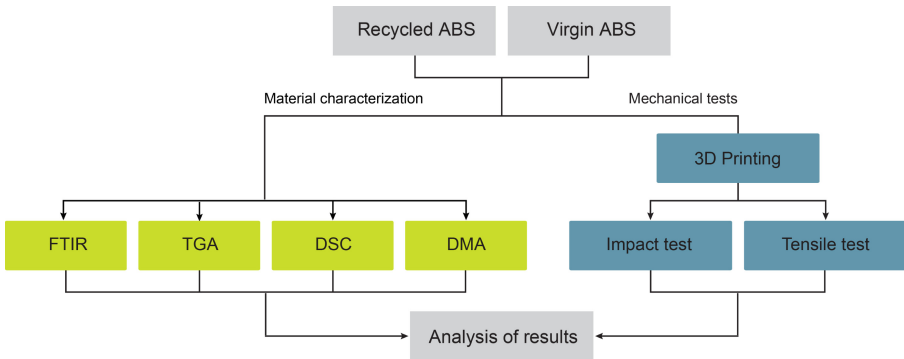 Recycled ABS
Virgin ABS
Material characterization
Mechanical tests
3D Printing
FTIR
TGA
DSC
DMA
Impact test
Tensile test
Analysis of results